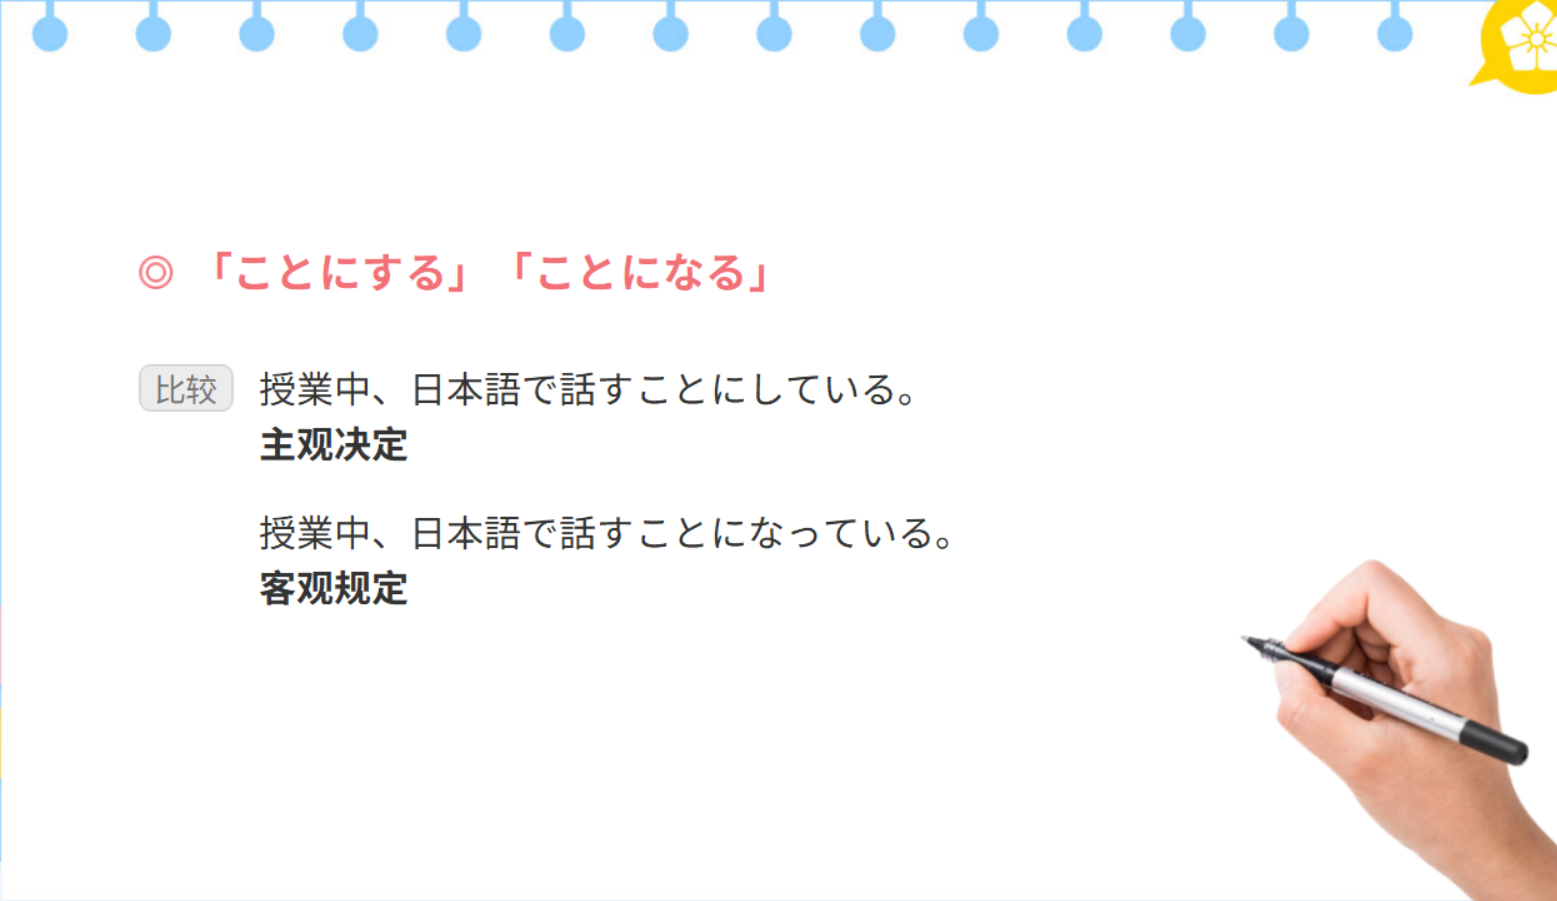 ◎ 「ことにする」「ことになる」
比较 授業中、日本語で話すことにしている。
主观决定
授業中、日本語で話すことになっている。
客观规定